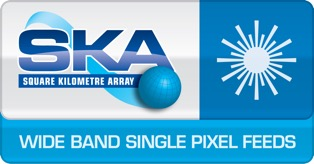 SKA
SQUARE KILOMETRE ARRAY
WIDE BAND SINGLE PIXEL FEEDS